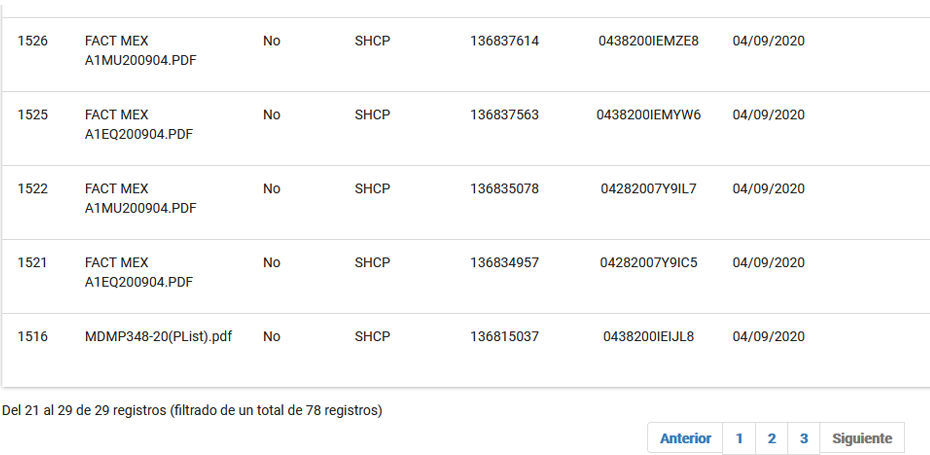 1526 FACT MEX No SHCP 136837614 0438200IEMZE8 04/09/2020
A1MU200904.PDF
1525 FACT MEX No SHCP 136837563 0438200IEMYW6 04/09/2020
A1EQ200904.PDF
1522 FACT MEX No SHCP 136835078 04282007Y9IL7 04/09/2020
A1MU200904.PDF
1521 FACT MEX No SHCP 136834957 04282007Y9IC5 04/09/2020
A1EQ200904.PDF
1516 MDMP348-20(PList).pdf No SHCP 136815037 0438200IEIJL8 04/09/2020
Del 21 al 29 de 29 registros (filtrado de un total de 78 registros)
Anterior 1 2 3 Siguiente